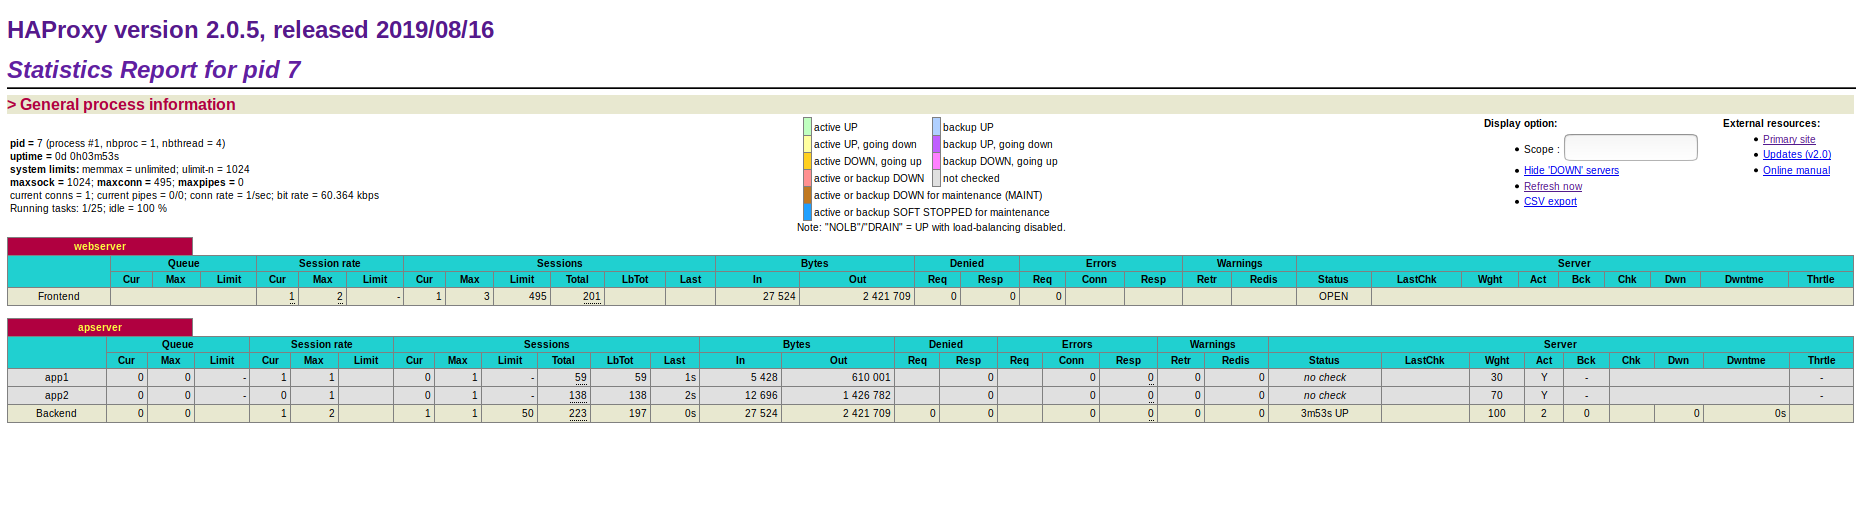 HAProxy version 2.0.5, released 2019/08/16
Statistics Report for pid 7
> General process information
pid = 7 (process #1, nbproc = 1, nbthread = 4)
uptime = 0d 0h03m53s
system limits: memmax = unlimited; ulimit-n = 1024
maxsock = 1024; maxconn = 495; maxpipes = 0
current conns = 1; current pipes = 0/0; conn rate = 1/sec; bit rate = 60.364 kbps
Running tasks: 1/25; idle = 100 %
active UP backup UP
active UP, going down backup UP, going down
active DOWN, going up backup DOWN, going up
active or backup DOWN not checked
active or backup DOWN for maintenance (MAINT)
active or backup SOFT STOPPED for maintenance
Note: "NOLB"/"DRAIN" = UP with load-balancing disabled.
Display option:
Scope :
Hide 'DOWN' servers
Refresh now
CSV export
External resources:
Primary site
Updates (v2.0)
Online manual
webserver
Queue Session rate Sessions Bytes Denied Errors Warnings Server
Cur Max Limit Cur Max Limit Cur Max Limit Total LbTot Last In Out Req Resp Req Conn Resp Retr Redis Status LastChk Wght Act Bck Chk Dwn Dwntme Thrtle
Frontend 1 2 - 1 3 495 201 27 524 2 421 709 0 0 0 OPEN
apserver
Queue Session rate Sessions Bytes Denied Errors Warnings Server
Cur Max Limit Cur Max Limit Cur Max Limit Total LbTot Last In Out Req Resp Req Conn Resp Retr Redis Status LastChk Wght Act Bck Chk Dwn Dwntme Thrtle
app1 0 0 - 1 1 0 1 - 59 59 1s 5 428 610 001 0 0 0 0 0 no check 30 Y - -
app2 0 0 - 0 1 0 1 - 138 138 2s 12 696 1 426 782 0 0 0 0 0 no check 70 Y - -
Backend 0 0 1 2 1 1 50 223 197 0s 27 524 2 421 709 0 0 0 0 0 0 3m53s UP 100 2 0 0 0s